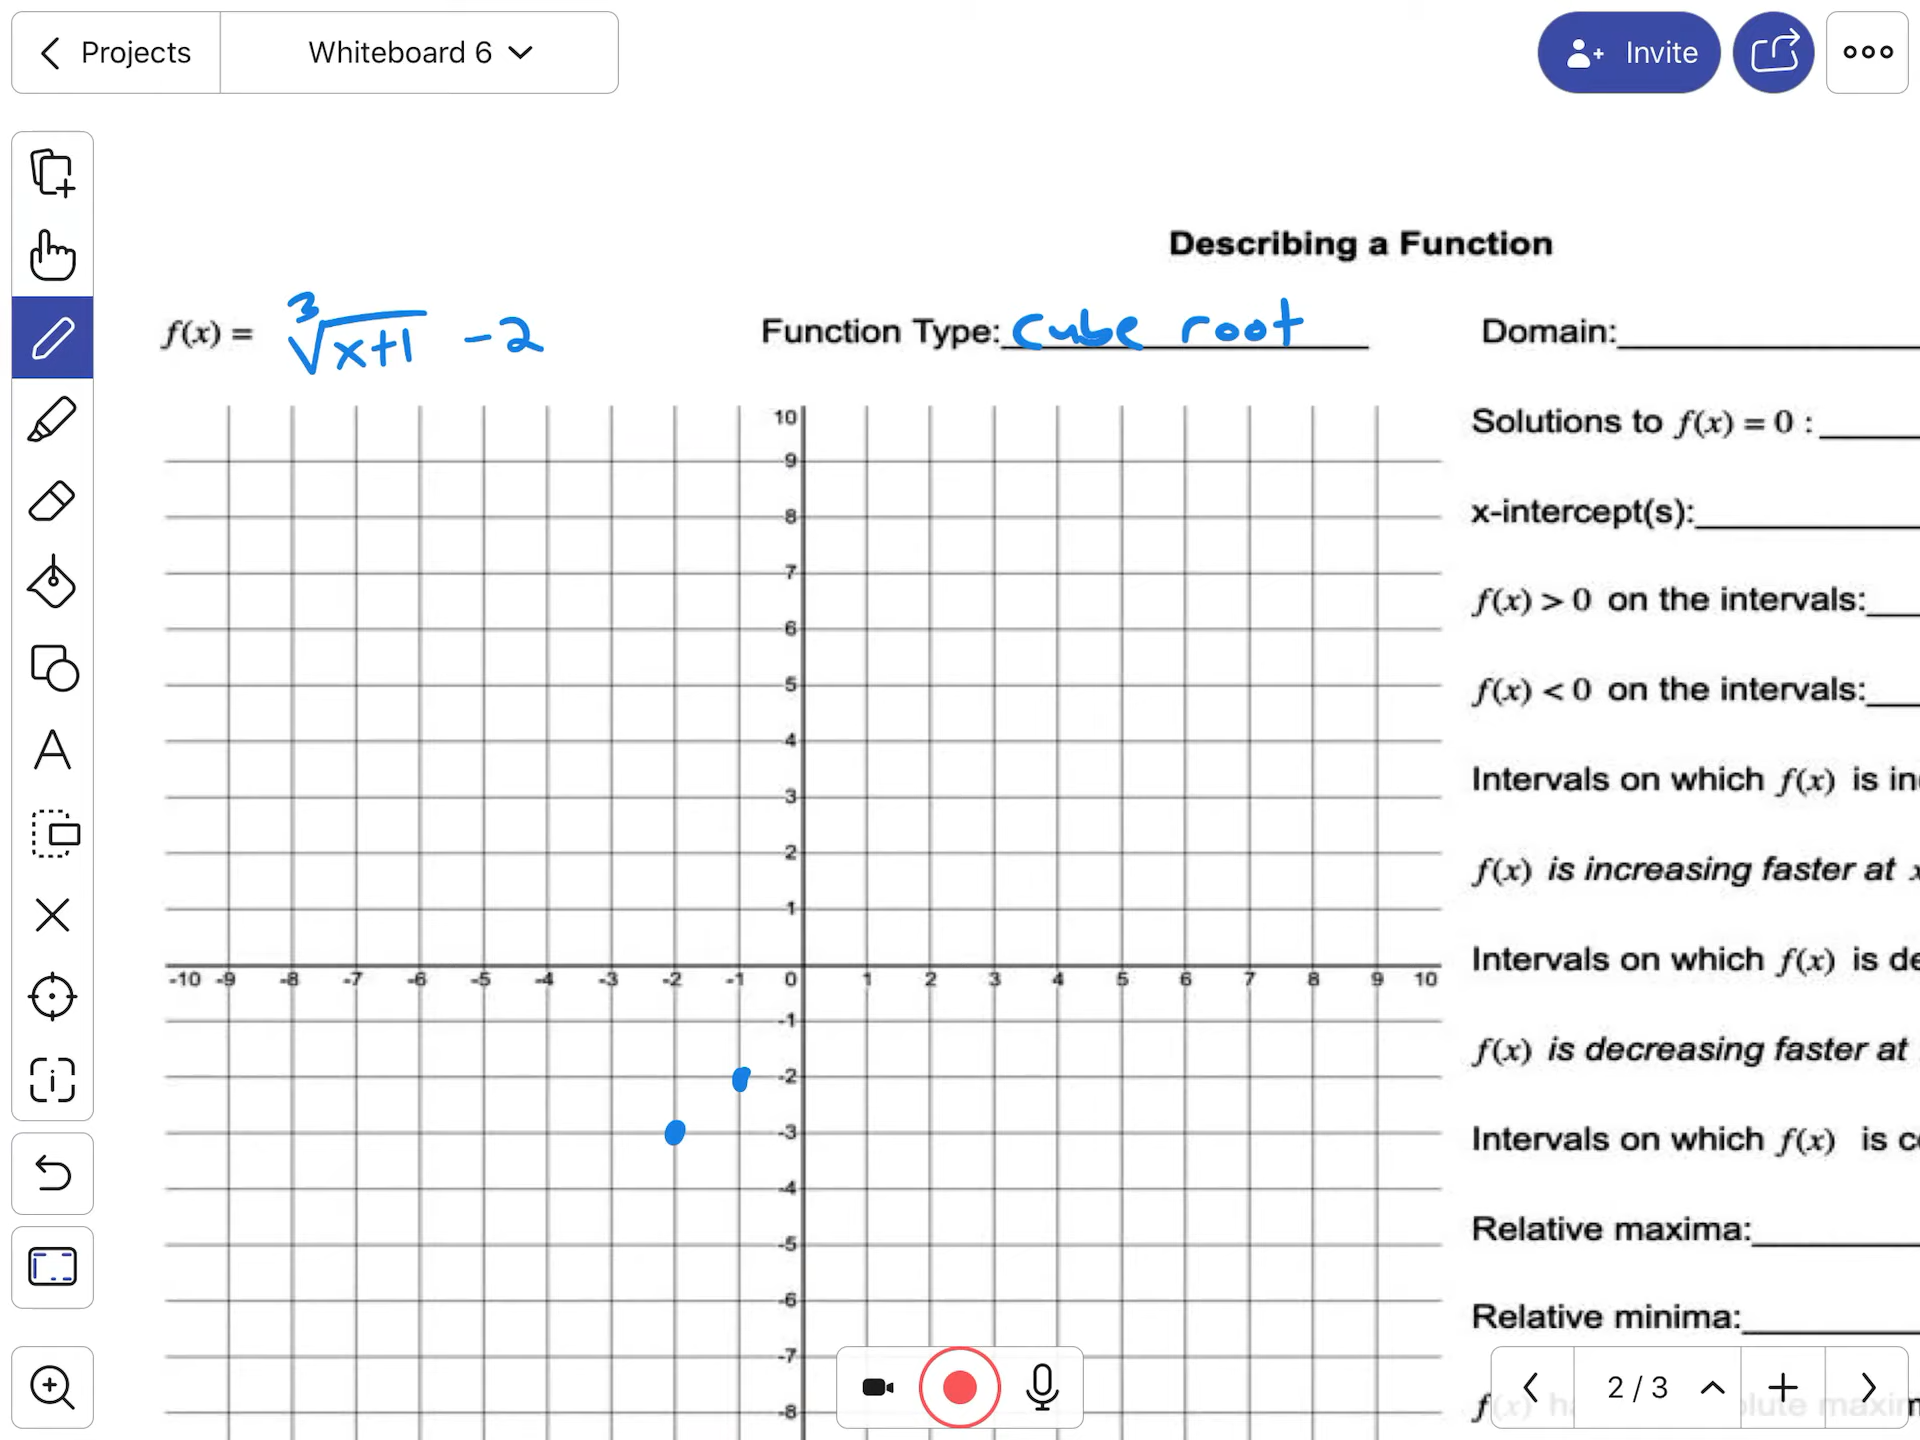 Projects Whiteboard 6 Invite
Describing a Function
f(x) = ∛(x+1) -2 Function Type: cube root Domain:
Solutions to f(x) = 0 :
x-intercept(s):
f(x) > 0 on the intervals:
f(x) < 0 on the intervals:
Intervals on which f(x) is in
f(x) is increasing faster at x
Intervals on which f(x) is de
f(x) is decreasing faster at
Intervals on which f(x) is c
Relative maxima:
Relative minima:
10
9
8
7
6
5
4
3
2
1
-10 -9 -8 -7 -6 -5 -4 -3 -2 -1 0 1 2 3 4 5 6 7 8 9 10
-1
-2
-3
-4
-5
-6
-7
-8
2 / 3